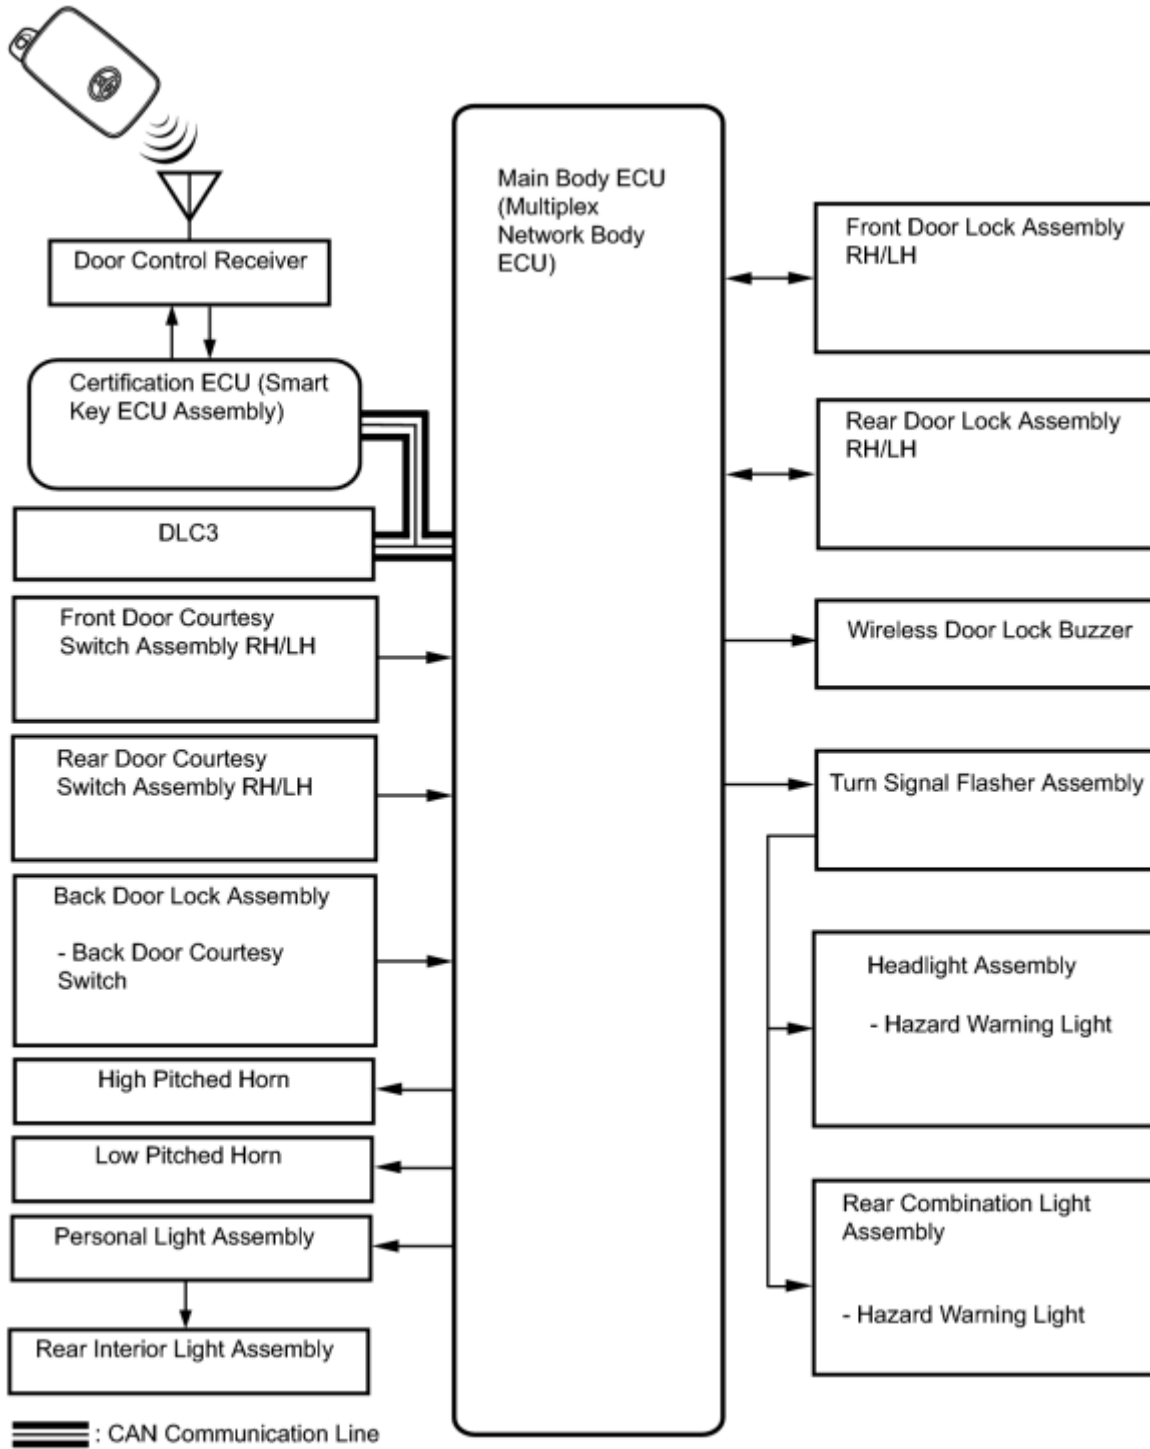 Door Control Receiver
Certification ECU (Smart
Key ECU Assembly)
DLC3
Front Door Courtesy
Switch Assembly RH/LH
Rear Door Courtesy
Switch Assembly RH/LH
Back Door Lock Assembly
- Back Door Courtesy
Switch
High Pitched Horn
Low Pitched Horn
Personal Light Assembly
Rear Interior Light Assembly
: CAN Communication Line
Main Body ECU
(Multiplex
Network Body
ECU)
Front Door Lock Assembly
RH/LH
Rear Door Lock Assembly
RH/LH
Wireless Door Lock Buzzer
Turn Signal Flasher Assembly
Headlight Assembly
- Hazard Warning Light
Rear Combination Light
Assembly
- Hazard Warning Light